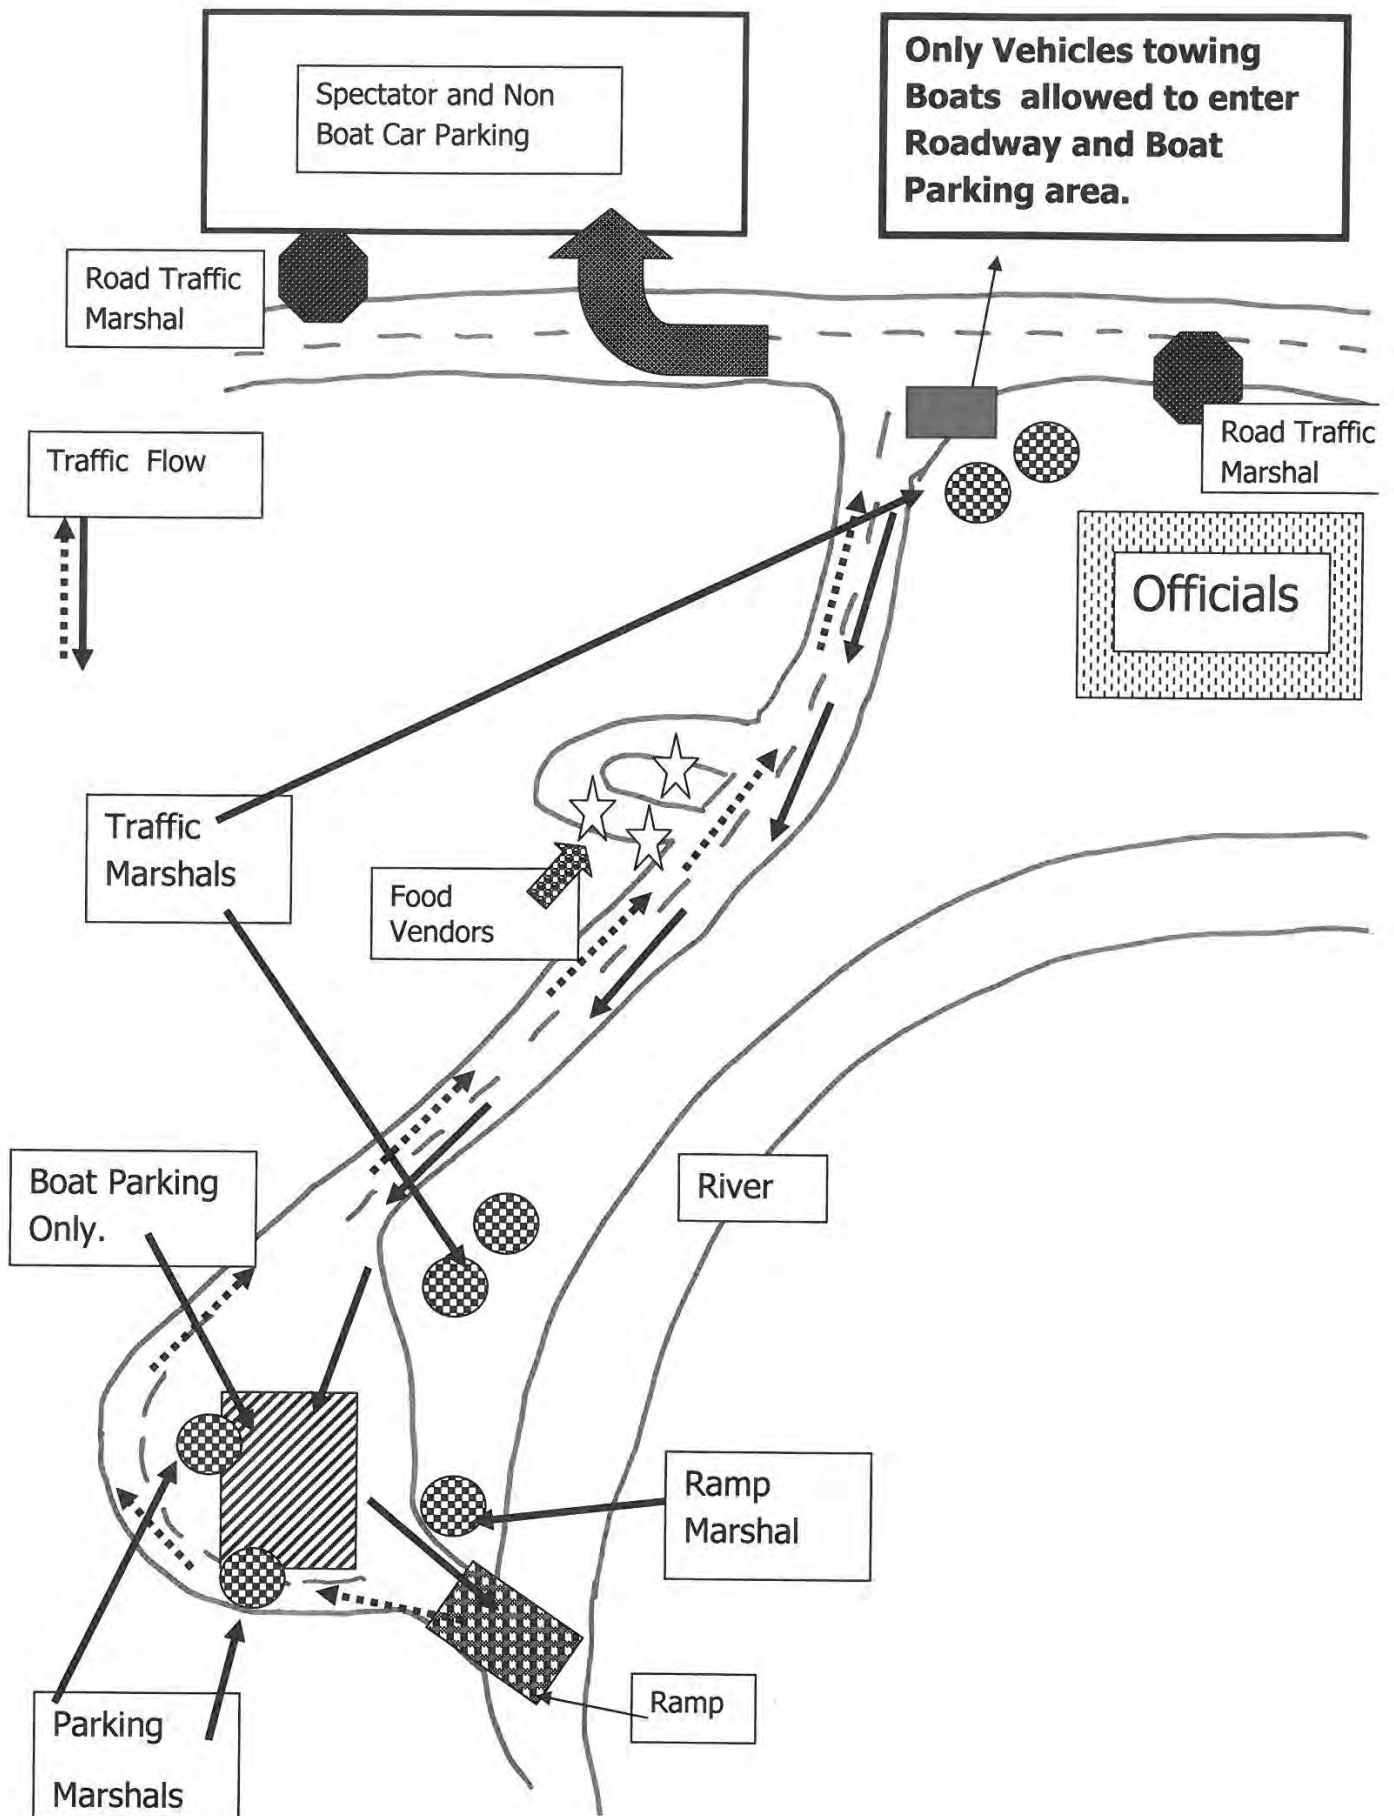 Spectator and Non
Boat Car Parking
Only Vehicles towing
Boats allowed to enter
Roadway and Boat
Parking area.
Road Traffic
Marshal
Road Traffic
Marshal
Traffic Flow
Officials
Traffic
Marshals
Food
Vendors
Boat Parking
Only.
River
Ramp
Marshal
Ramp
Parking
Marshals